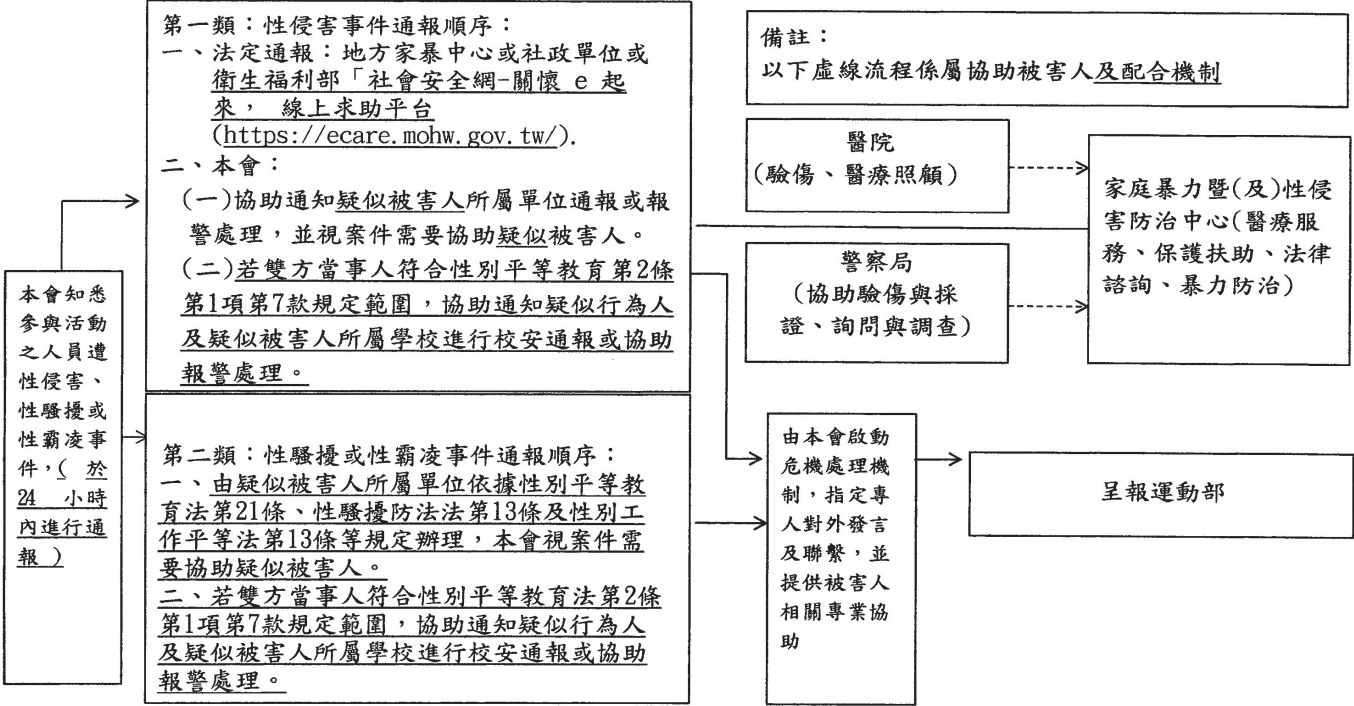 本會知悉
參與活動
之人員遭
性侵害、
性騷擾或
性霸凌事
件，( 於
24 小時
內進行通
報 )
第一類：性侵害事件通報順序：
一、法定通報：地方家暴中心或社政單位或
衛生福利部「社會安全網-關懷 e 起
來， 線上求助平台
(https://ecare.mohw.gov.tw/).
二、本會：
(一)協助通知疑似被害人所屬單位通報或報
警處理，並視案件需要協助疑似被害人。
(二)若雙方當事人符合性別平等教育第2條
第1項第7款規定範圍，協助通知疑似行為人
及疑似被害人所屬學校進行校安通報或協助
報警處理。
第二類：性騷擾或性霸凌事件通報順序：
一、由疑似被害人所屬單位依據性別平等教
育法第21條、性騷擾防法法第13條及性別工
作平等法第13條等規定辦理，本會視案件需
要協助疑似被害人。
二、若雙方當事人符合性別平等教育法第2條
第1項第7款規定範圍，協助通知疑似行為人
及疑似被害人所屬學校進行校安通報或協助
報警處理。
備註：
以下虛線流程係屬協助被害人及配合機制
醫院
(驗傷、醫療照顧)
警察局
(協助驗傷與採
證、詢問與調查)
家庭暴力暨(及)性侵
害防治中心(醫療服
務、保護扶助、法律
諮詢、暴力防治)
由本會啟動
危機處理機
制，指定專
人對外發言
及聯繫，並
提供被害人
相關專業協
助
呈報運動部